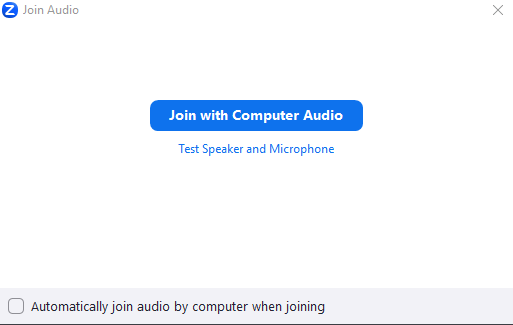 Join Audio
Join with Computer Audio
Test Speaker and Microphone
Automatically join audio by computer when joining